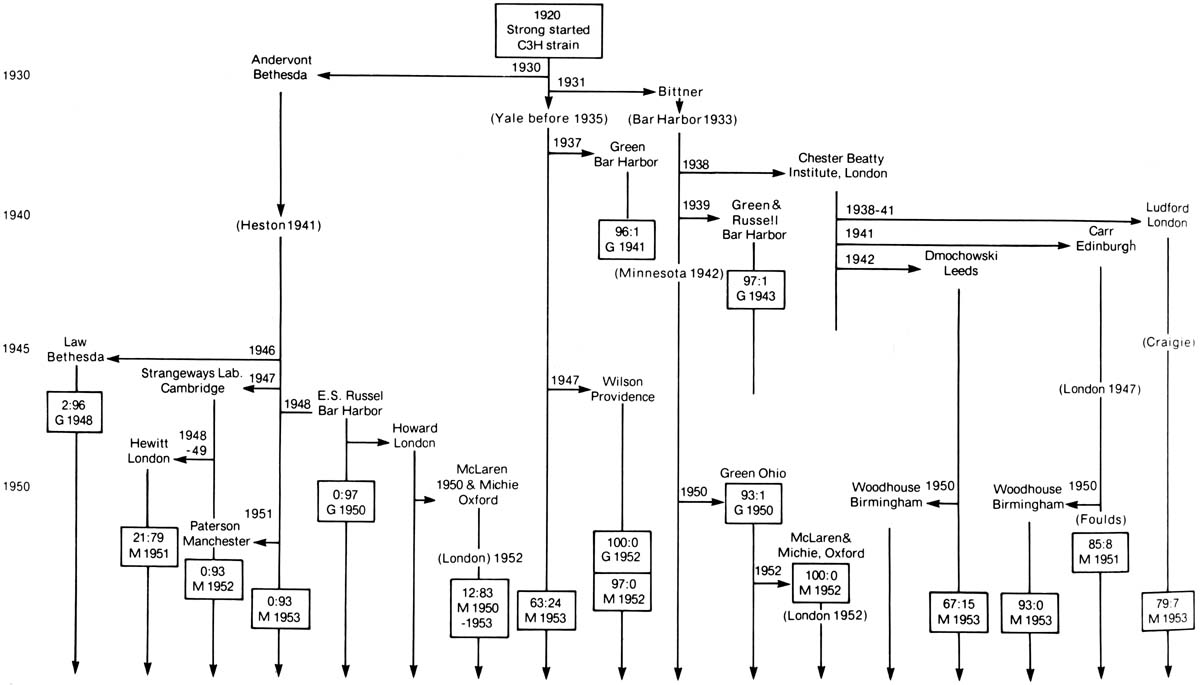 1920
Strong started
C3H strain
Andervont
Bethesda
1930
1930
1931
Bittner
(Yale before 1935)
(Bar Harbor 1933)
1937
Green
Bar Harbor
1938
Chester Beatty
Institute, London
1940
(Heston 1941)
96:1
G 1941
1939
Green &
Russell
Bar Harbor
1938-41
Ludford
London
1941
Carr
Edinburgh
1942
Dmochowski
Leeds
(Minnesota 1942)
97:1
G 1943
1945
Law
Bethesda
1946
(Craigie)
Strangeways Lab.
Cambridge
1947
1948
E.S. Russel
Bar Harbor
1947
Wilson
Providence
(London 1947)
2:96
G 1948
Hewitt
London
1948
-49
Howard
London
1950
McLaren
1950 & Michie
Oxford
0:97
G 1950
1950
Green Ohio
93:1
G 1950
Woodhouse
Birmingham
1950
Woodhouse
Birmingham
1950
(Foulds)
21:79
M 1951
Paterson
Manchester
1951
0:93
M 1952
0:93
M 1953
(London) 1952
12:83
M 1950
-1953
63:24
M 1953
100:0
G 1952
97:0
M 1952
1952
McLaren&
Michie, Oxford
100:0
M 1952
(London 1952)
67:15
M 1953
93:0
M 1953
85:8
M 1951
79:7
M 1953